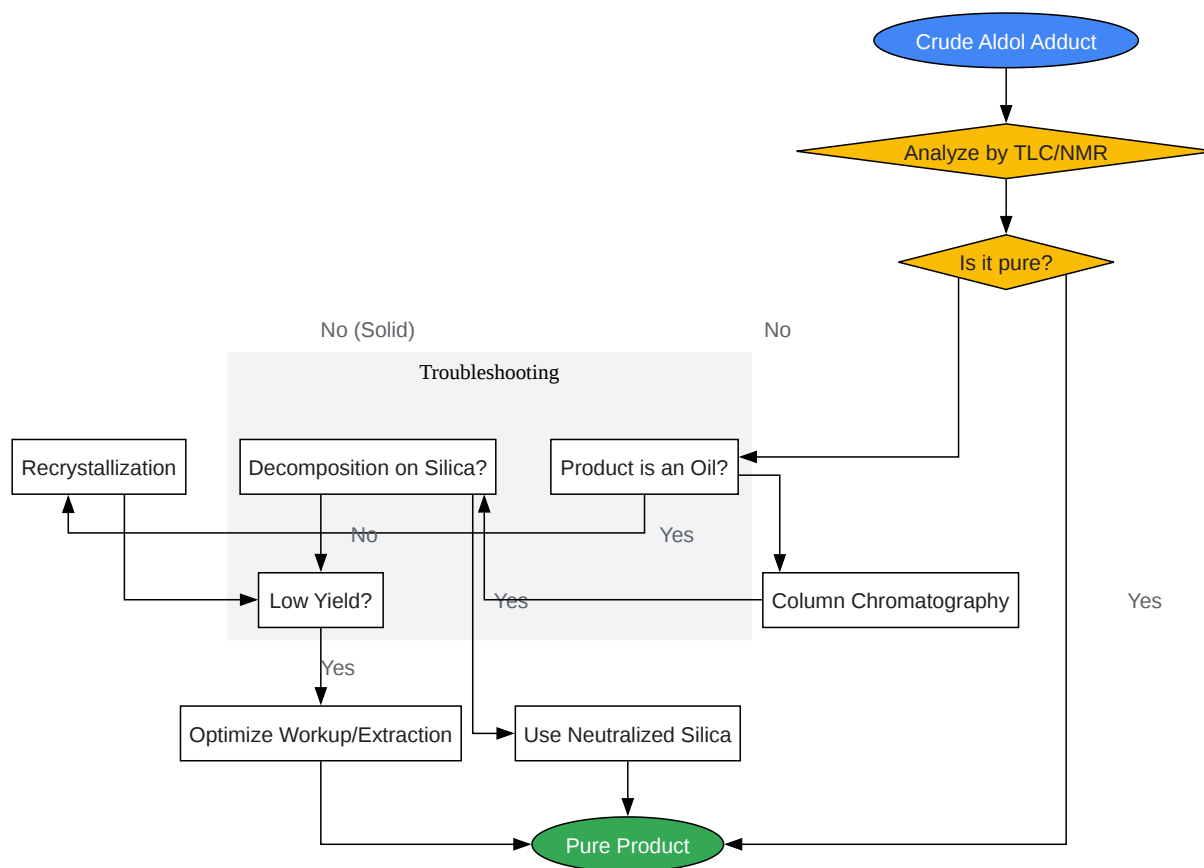 Crude Aldol Adduct
Analyze by TLC/NMR
Is it pure?
No (Solid)
No
Troubleshooting
Recrystallization
Decomposition on Silica?
Product is an Oil?
No
Yes
Low Yield?
Yes
Column Chromatography
Yes
Yes
Optimize Workup/Extraction
Use Neutralized Silica
Pure Product